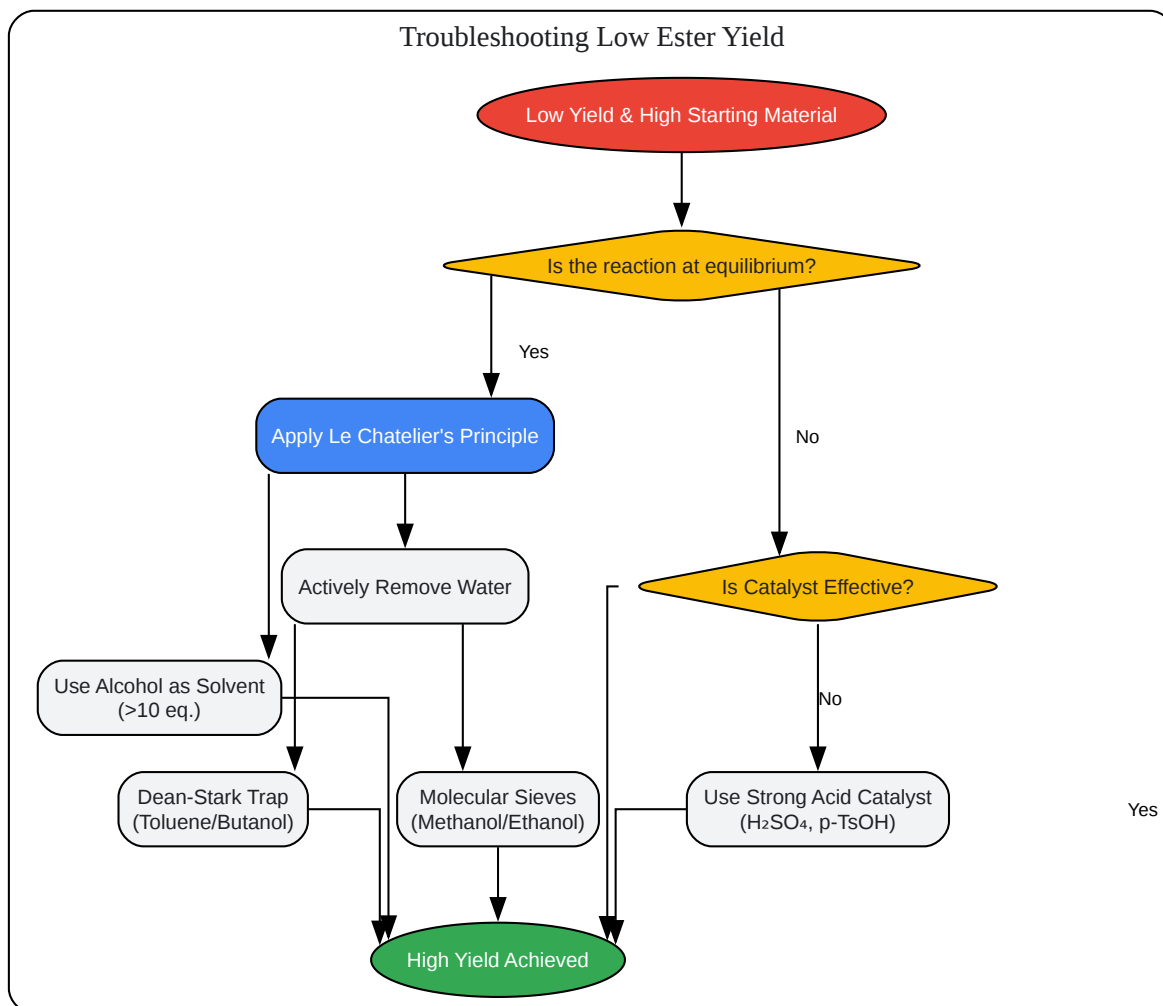 Troubleshooting Low Ester Yield
Low Yield & High Starting Material
Is the reaction at equilibrium?
Yes
Apply Le Chatelier's Principle
No
Actively Remove Water
Is Catalyst Effective?
Use Alcohol as Solvent
(>10 eq.)
No
Dean-Stark Trap
(Toluene/Butanol)
Molecular Sieves
(Methanol/Ethanol)
Use Strong Acid Catalyst
(H₂SO₄, p-TsOH)
Yes
High Yield Achieved